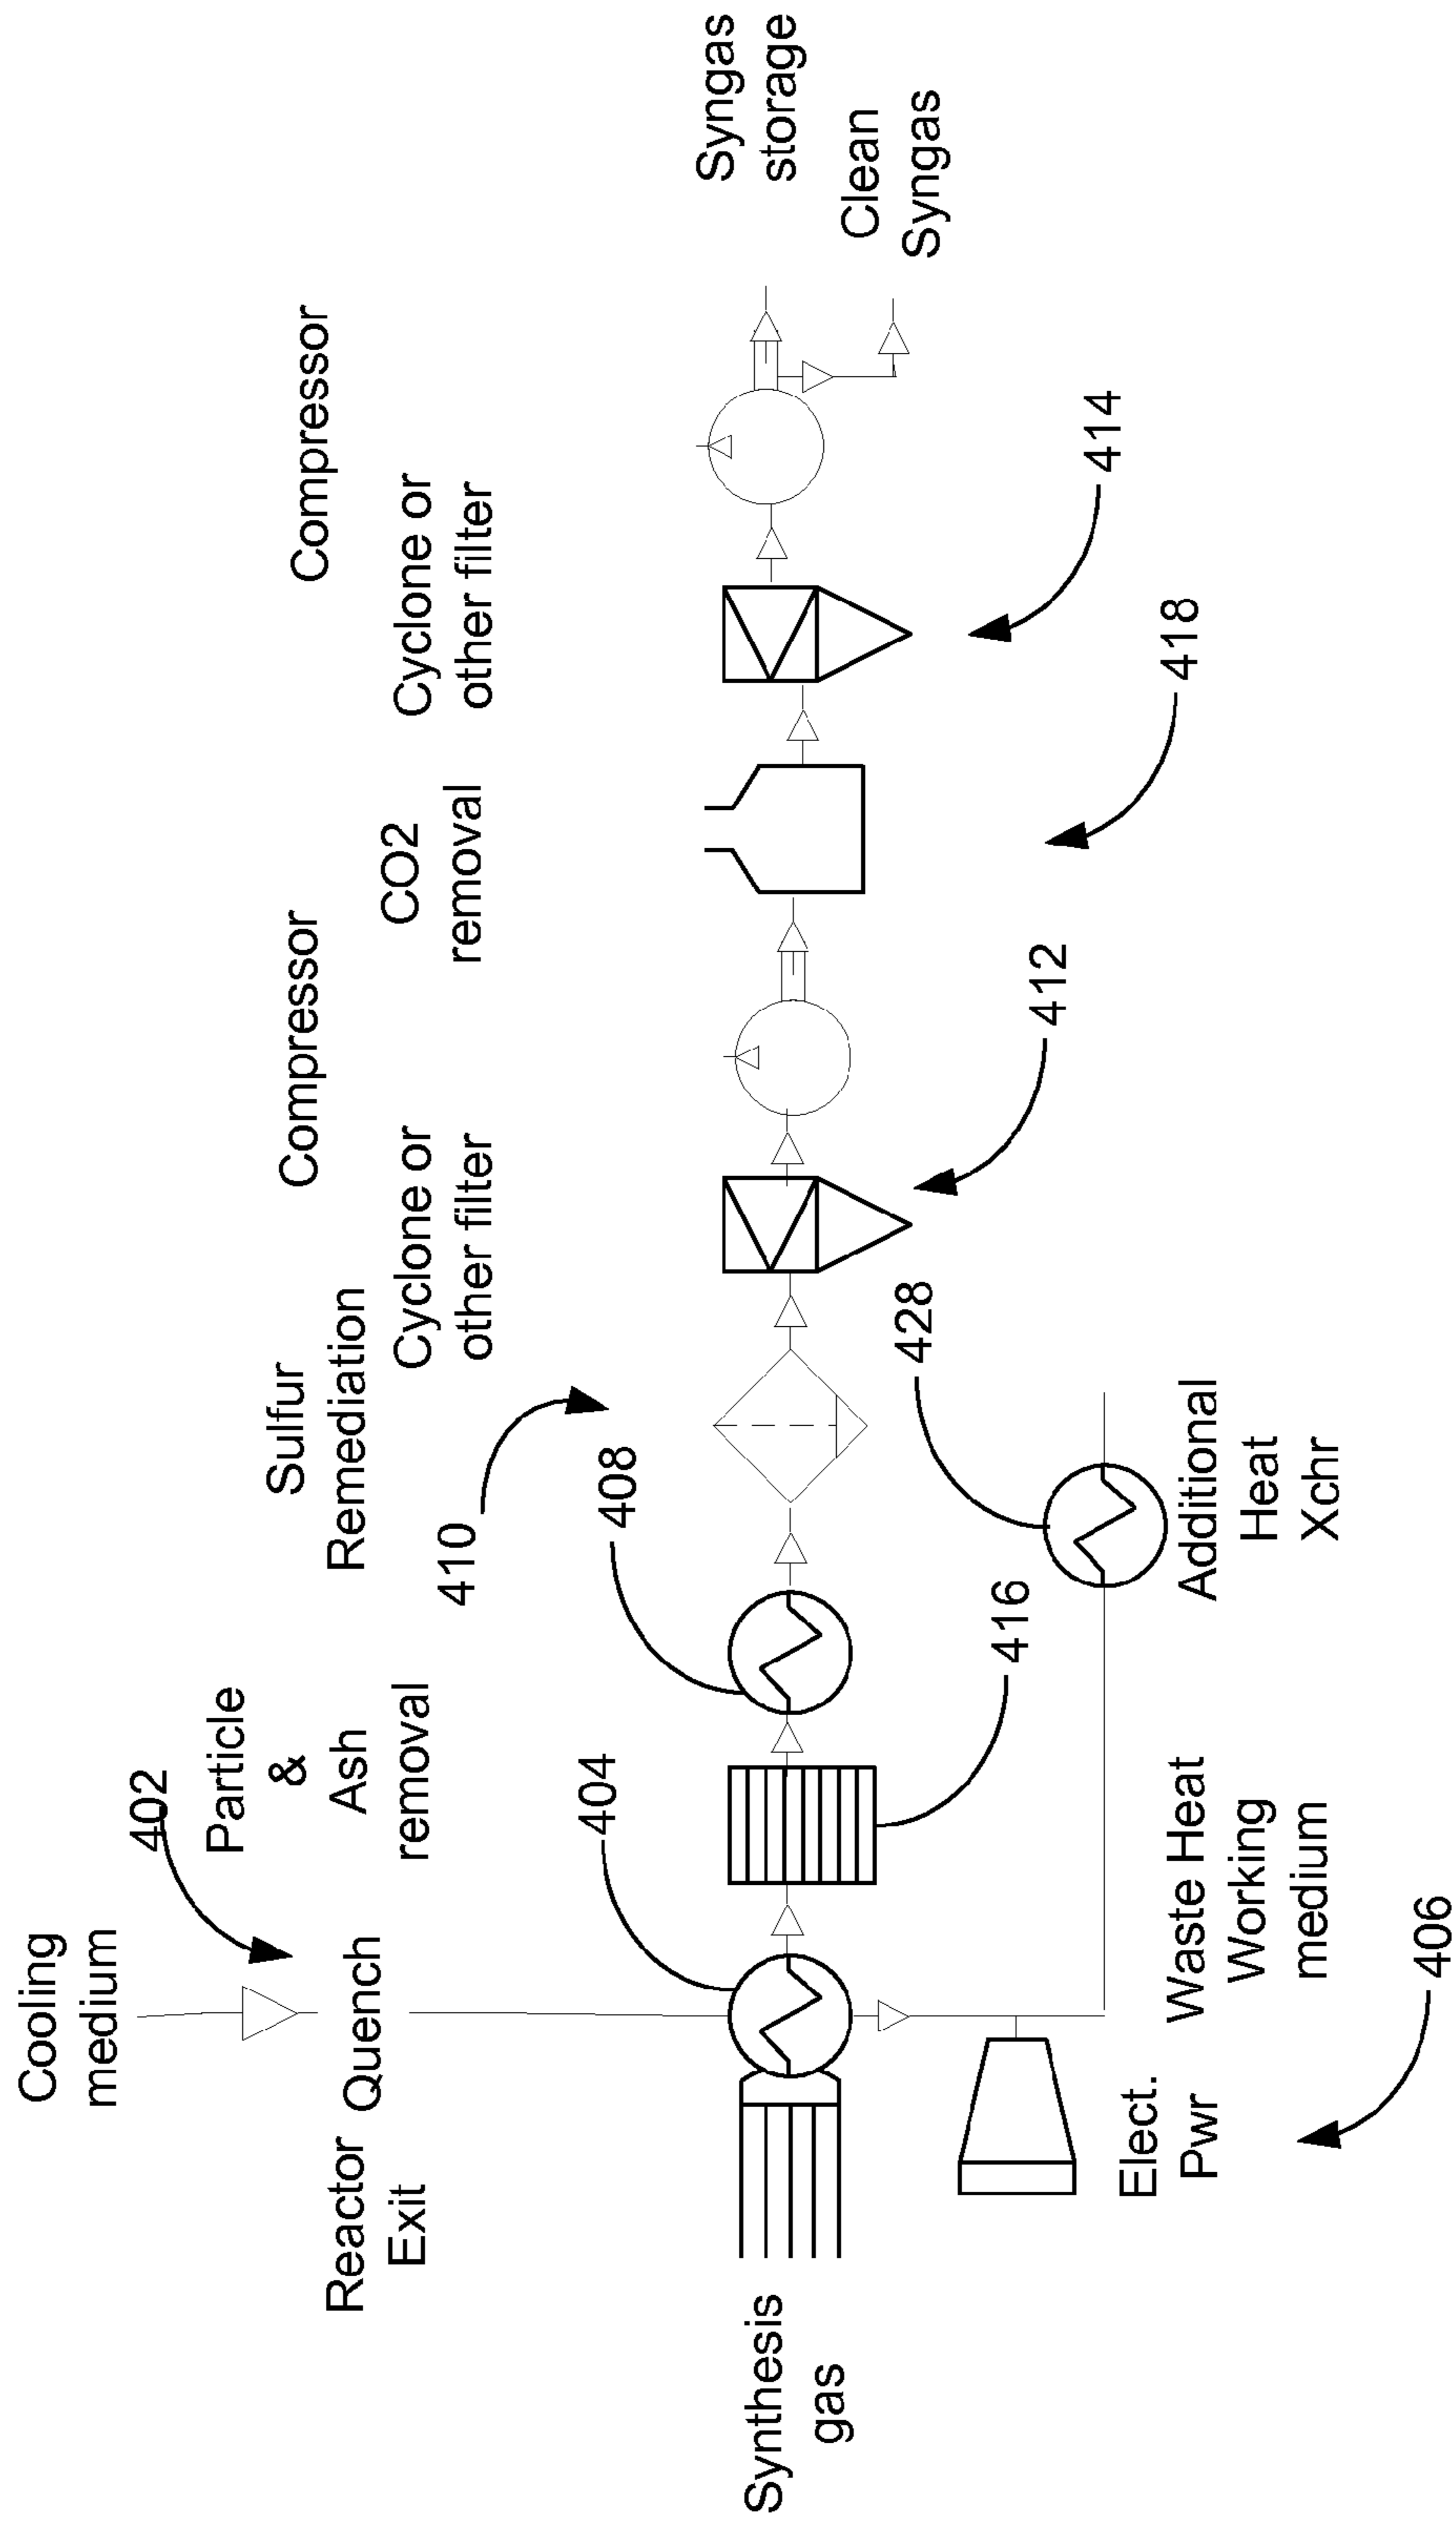 Cooling
medium
402
Reactor
Exit
Quench
Particle
&
Ash
removal
Sulfur
Remediation
410
Cyclone or
other filter
Compressor
CO2
removal
Cyclone or
other filter
Compressor
Synthesis
gas
404
408
416
428
412
418
414
Syngas
storage
Clean
Syngas
Elect.
Pwr
Waste Heat
Working
medium
406
Additional
Heat
Xchr